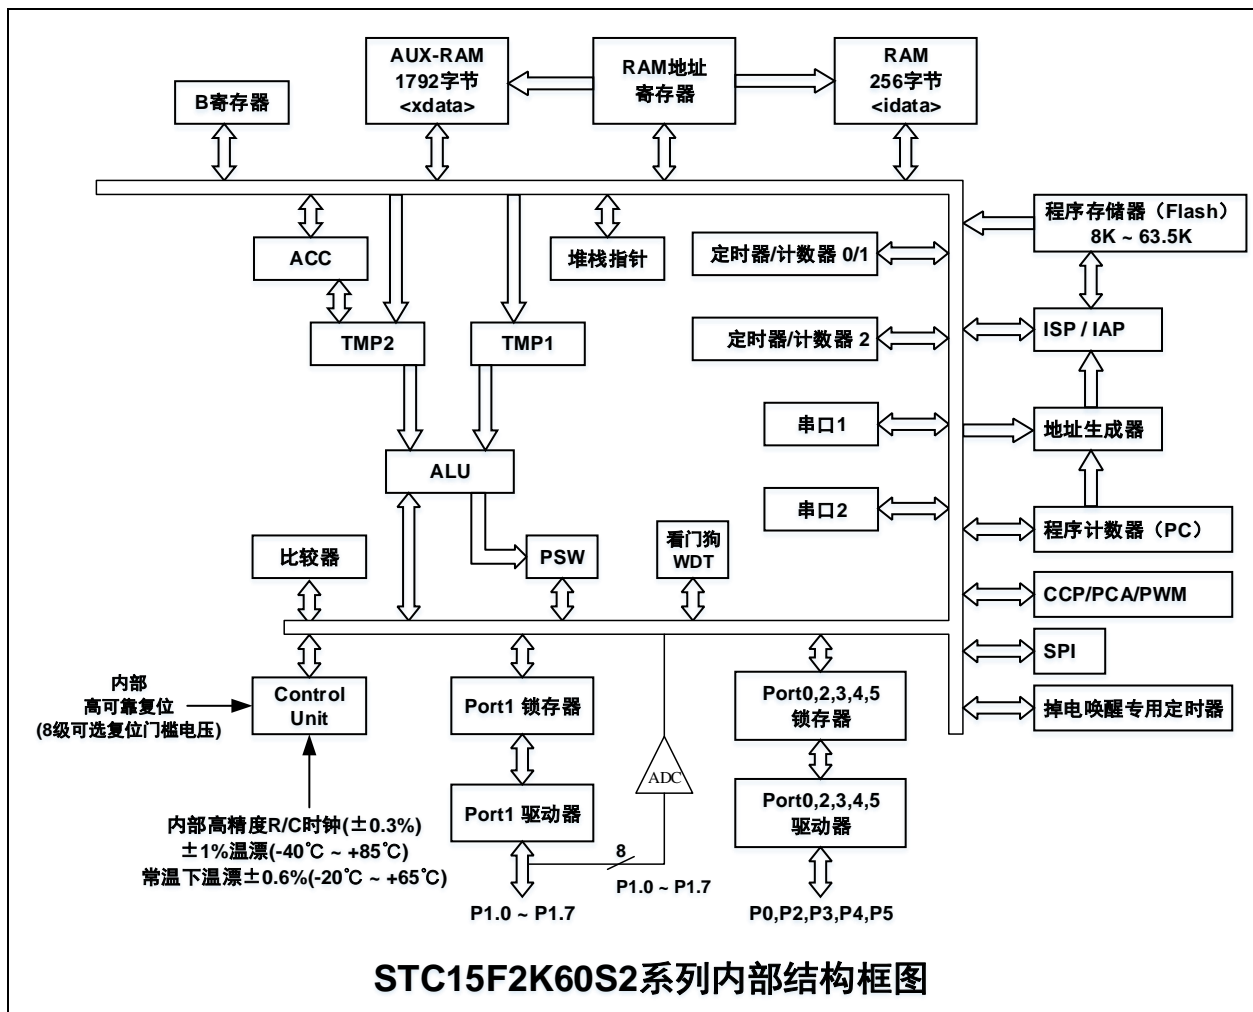 AUX-RAM
1792字节
<xdata>
RAM地址
寄存器
RAM
256字节
<idata>
B寄存器
程序存储器（Flash）
8K ~ 63.5K
ACC
堆栈指针
定时器/计数器 0/1
TMP2
TMP1
定时器/计数器 2
ISP / IAP
串口1
地址生成器
ALU
串口2
程序计数器（PC）
比较器
PSW
看门狗
WDT
CCP/PCA/PWM
SPI
掉电唤醒专用定时器
内部
高可靠复位
(8级可选复位门槛电压)
Control
Unit
Port1 锁存器
Port0,2,3,4,5
锁存器
ADC
Port1 驱动器
Port0,2,3,4,5
驱动器
内部高精度R/C时钟(±0.3%)
±1%温漂(-40℃ ~ +85℃)
常温下温漂±0.6%(-20℃ ~ +65℃)
8
P1.0 ~ P1.7
P1.0 ~ P1.7
P0,P2,P3,P4,P5
STC15F2K60S2系列内部结构框图